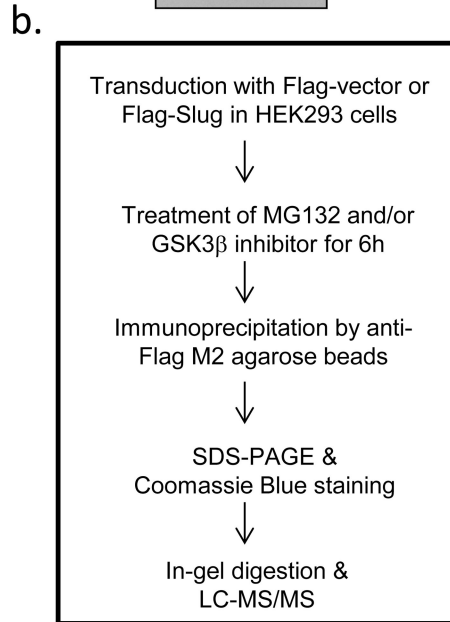 b.
Transduction with Flag-vector or
Flag-Slug in HEK293 cells
Treatment of MG132 and/or
GSK3β inhibitor for 6h
Immunoprecipitation by anti-
Flag M2 agarose beads
SDS-PAGE &
Coomassie Blue staining
In-gel digestion &
LC-MS/MS